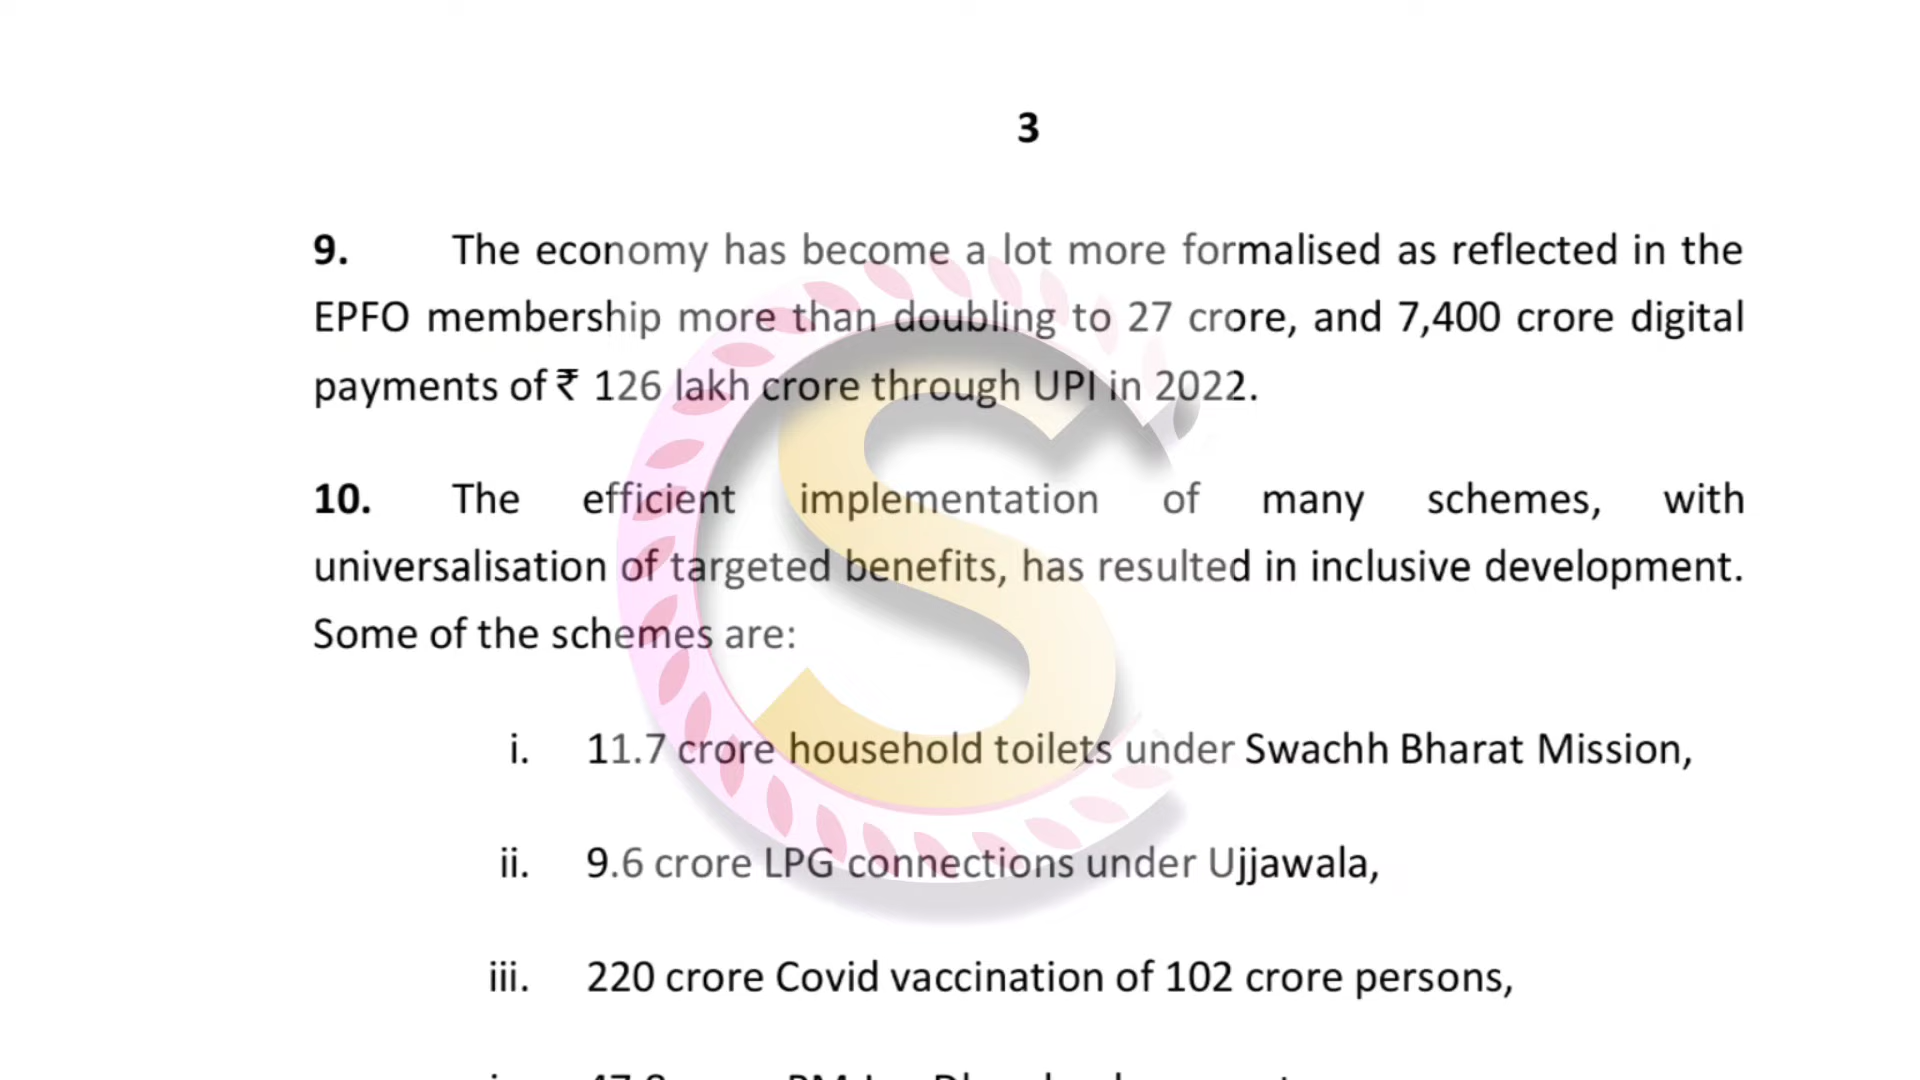 3
9. The economy has become a lot more formalised as reflected in the
EPFO membership more than doubling to 27 crore, and 7,400 crore digital
payments of ₹ 126 lakh crore through UPI in 2022.
10. The efficient implementation of many schemes, with
universalisation of targeted benefits, has resulted in inclusive development.
Some of the schemes are:
i. 11.7 crore household toilets under Swachh Bharat Mission,
ii. 9.6 crore LPG connections under Ujjawala,
iii. 220 crore Covid vaccination of 102 crore persons,